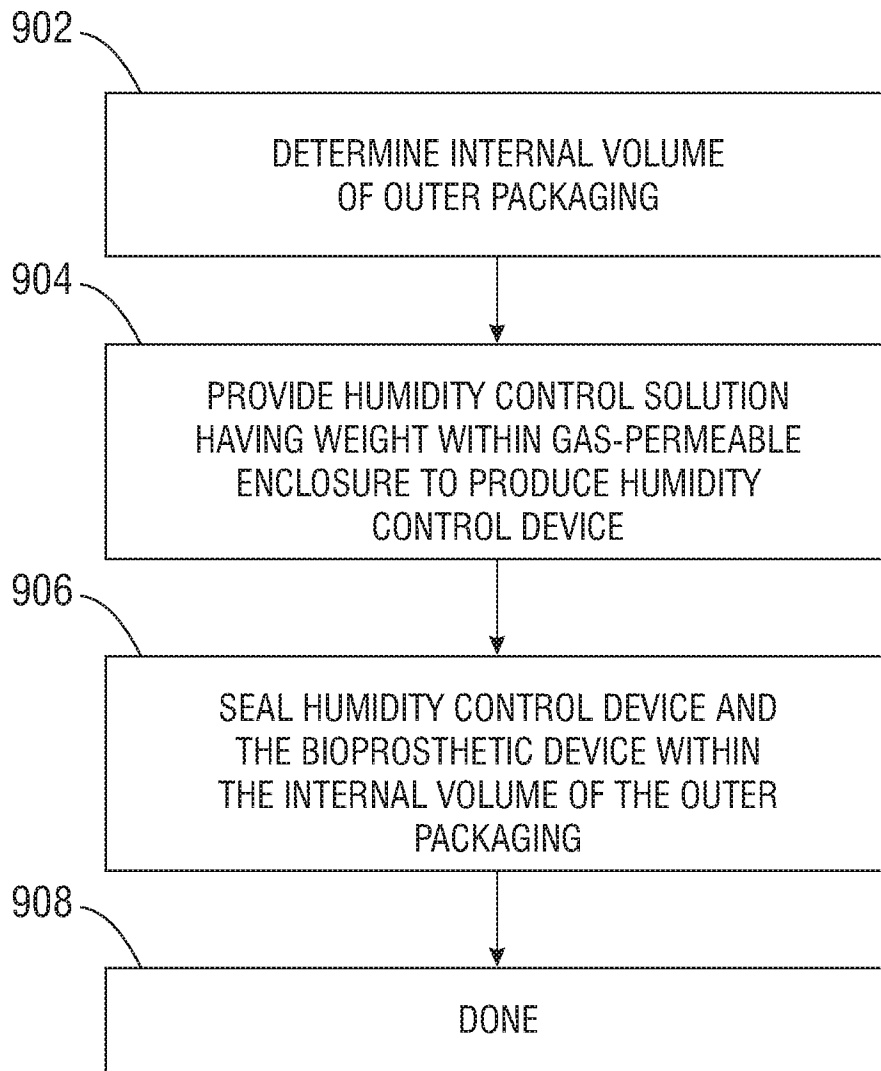 902
DETERMINE INTERNAL VOLUME
OF OUTER PACKAGING
904
PROVIDE HUMIDITY CONTROL SOLUTION
HAVING WEIGHT WITHIN GAS-PERMEABLE
ENCLOSURE TO PRODUCE HUMIDITY
CONTROL DEVICE
906
SEAL HUMIDITY CONTROL DEVICE AND
THE BIOPROSTHETIC DEVICE WITHIN
THE INTERNAL VOLUME OF THE OUTER
PACKAGING
908
DONE